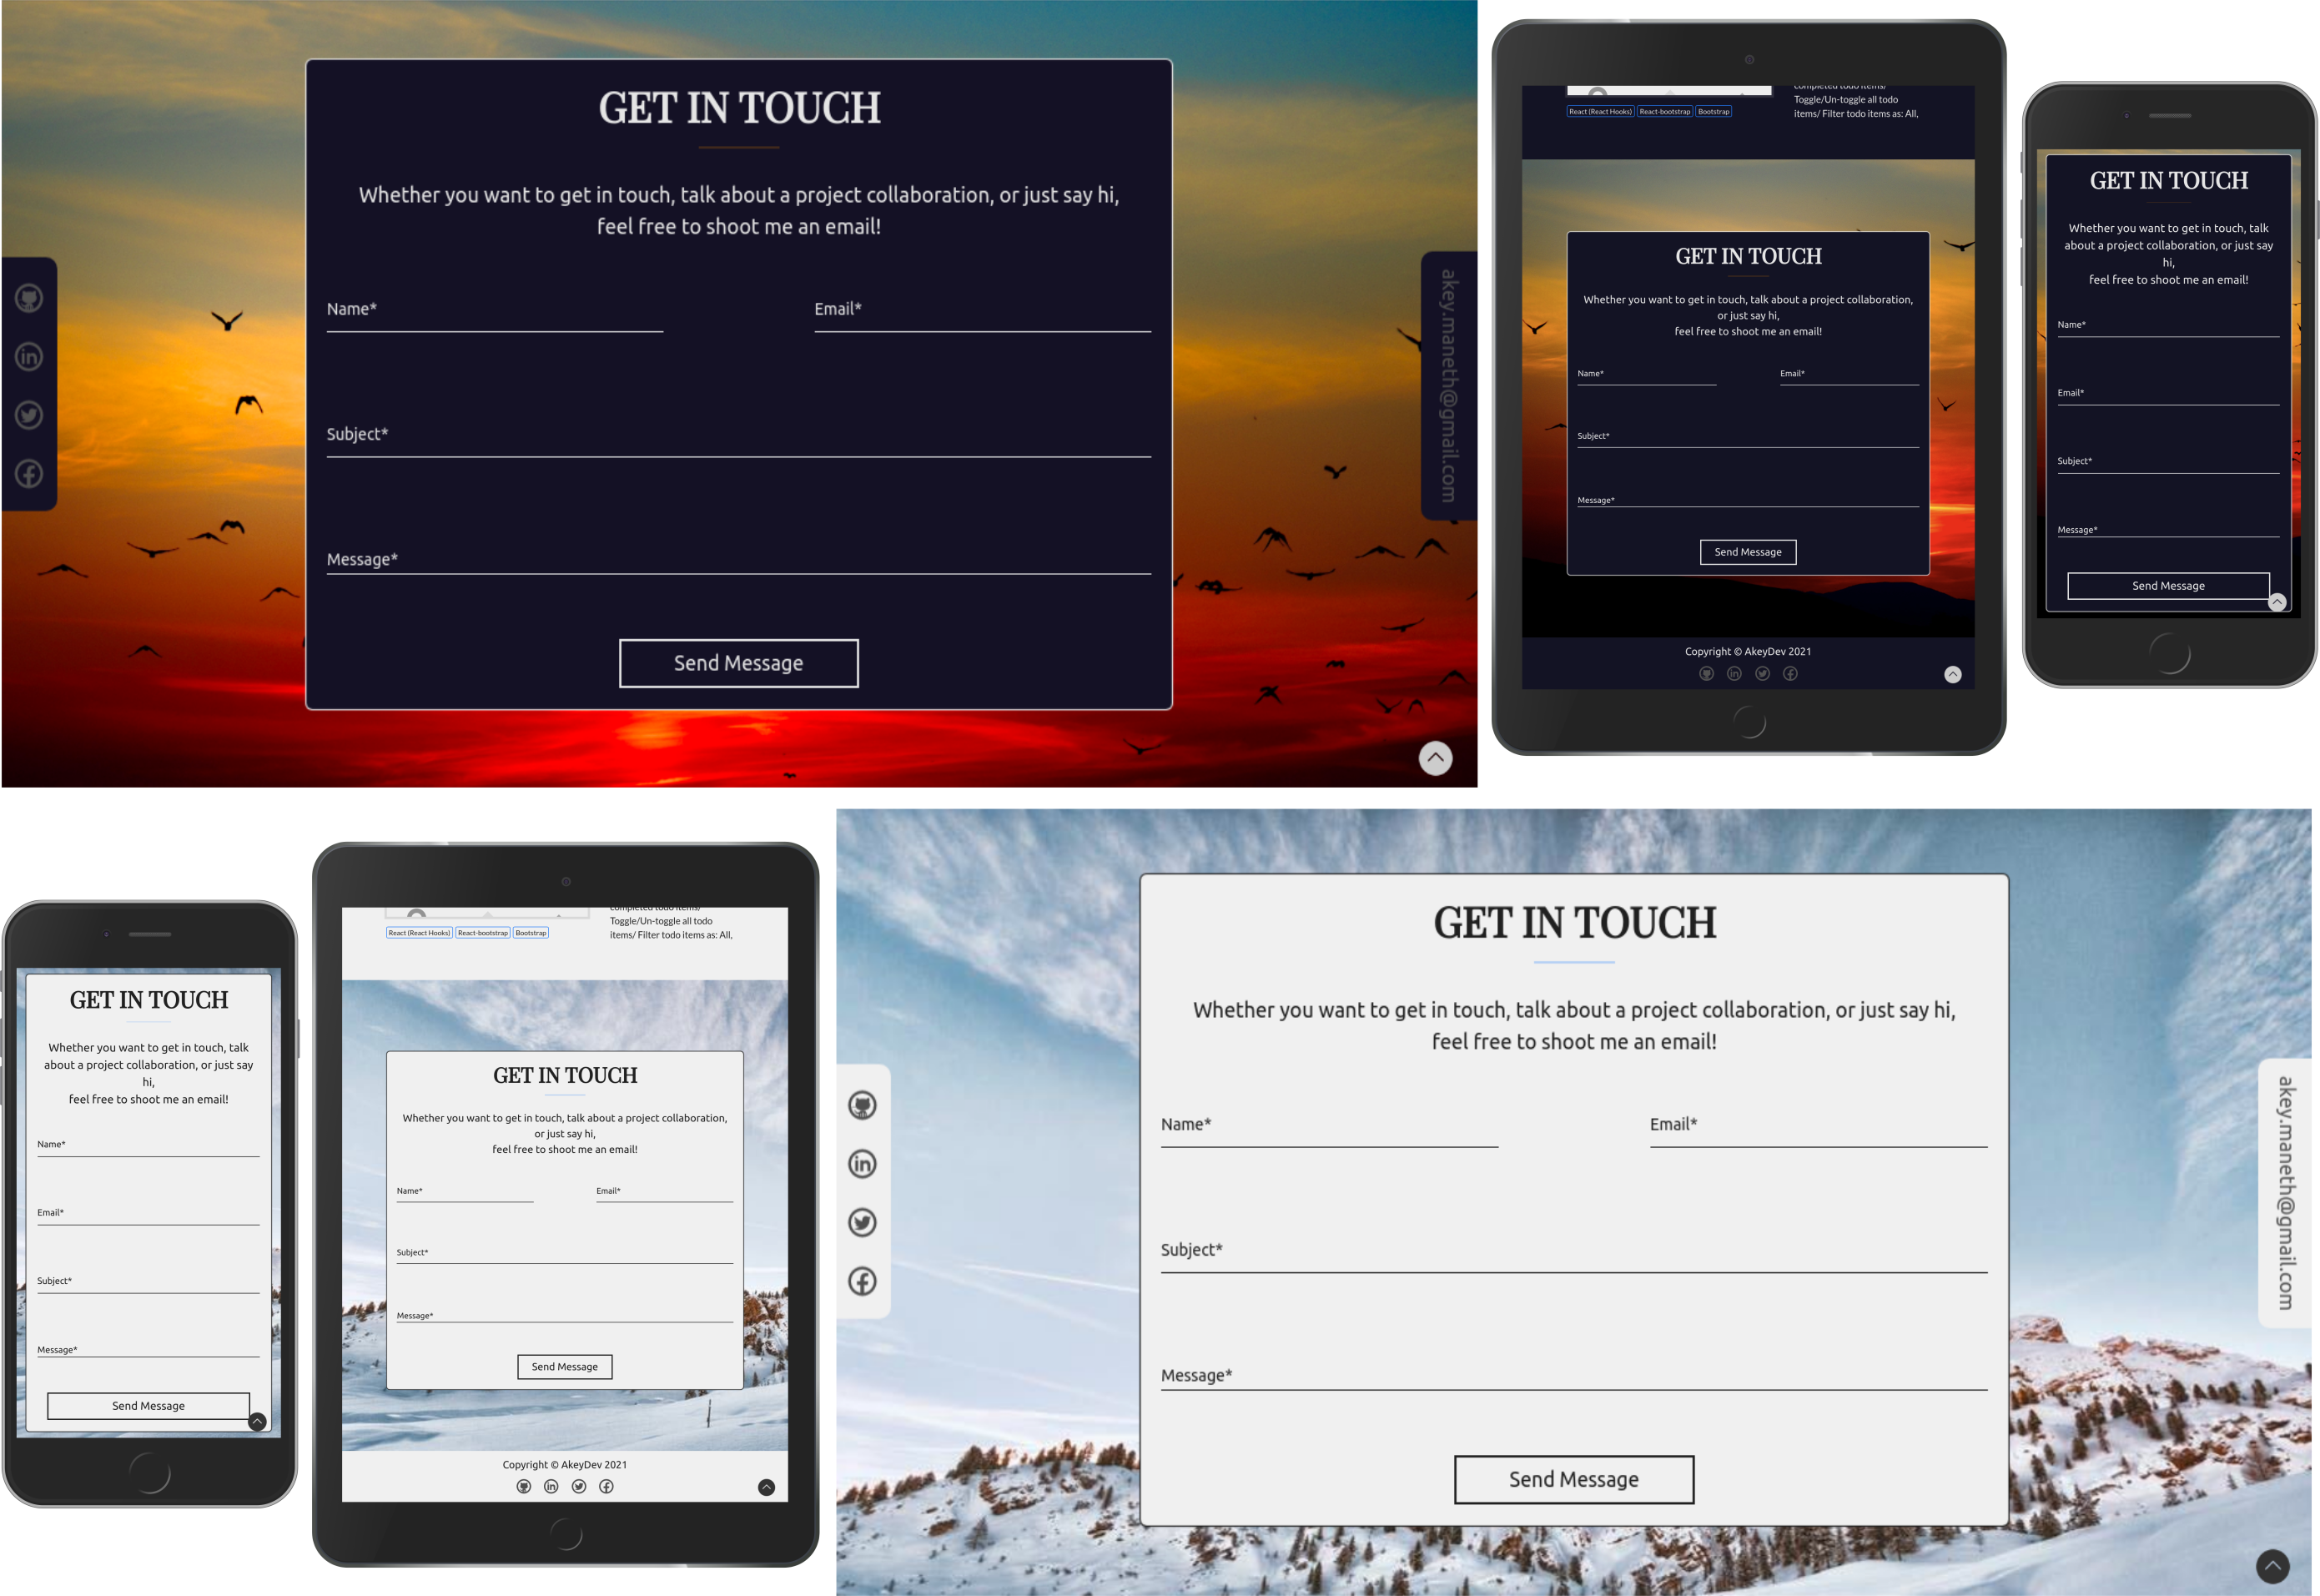 GET IN TOUCH
Whether you want to get in touch, talk about a project collaboration, or just say hi,
feel free to shoot me an email!
Name*
Email*
Subject*
Message*
Send Message
akey.maneth@gmail.com
completed todo items/
Toggle/Un-toggle all todo
items/ Filter todo items as: All,
React (React Hooks)
React-bootstrap
Bootstrap
GET IN TOUCH
Whether you want to get in touch, talk about a project collaboration,
or just say hi,
feel free to shoot me an email!
Name*
Email*
Subject*
Message*
Send Message
Copyright © AkeyDev 2021
GET IN TOUCH
Whether you want to get in touch, talk
about a project collaboration, or just say
hi,
feel free to shoot me an email!
Name*
Email*
Subject*
Message*
Send Message
GET IN TOUCH
Whether you want to get in touch, talk
about a project collaboration, or just say
hi,
feel free to shoot me an email!
Name*
Email*
Subject*
Message*
Send Message
completed todo items/
Toggle/Un-toggle all todo
items/ Filter todo items as: All,
React (React Hooks)
React-bootstrap
Bootstrap
GET IN TOUCH
Whether you want to get in touch, talk about a project collaboration,
or just say hi,
feel free to shoot me an email!
Name*
Email*
Subject*
Message*
Send Message
Copyright © AkeyDev 2021
GET IN TOUCH
Whether you want to get in touch, talk about a project collaboration, or just say hi,
feel free to shoot me an email!
Name*
Email*
Subject*
Message*
Send Message
akey.maneth@gmail.com